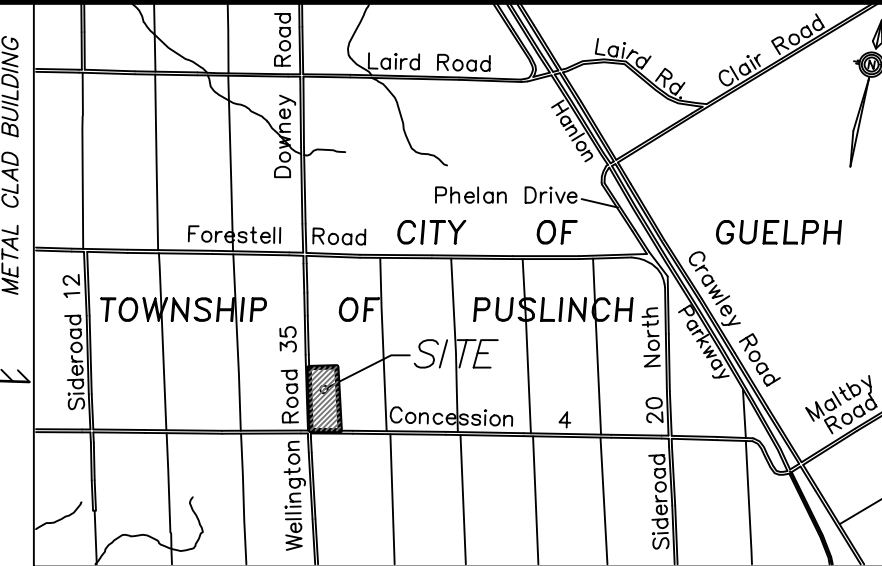 METAL CLAD BUILDING
Downey Road
Laird Road
Laird Rd.
Clair Road
N
Hanlon
Parkway
Phelan Drive
Forestell Road
CITY OF GUELPH
TOWNSHIP OF PUSLINCH
Crawley Road
Sideroad 12
Wellington Road 35
SITE
Sideroad 20 North
Concession 4
Maltby
Road